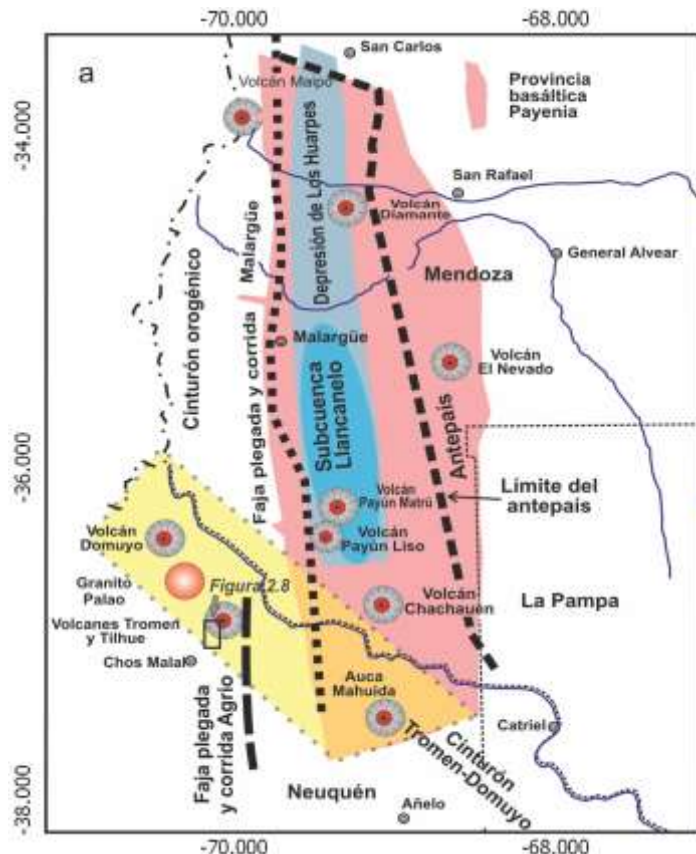 -70.000
-68.000
a
San Carlos
Volcán Maipo
Provincia
basáltica
Payenia
-34.000
Depresión de Los Huarpes
San Rafael
Volcán
Diamante
Malargüe
General Alvear
Mendoza
Cinturón orogénico
Faja plegada y corrida
Malargüe
Volcán
El Nevado
Subcuenca
Llancanelo
Antepaís
-36.000
Volcán
Payún Matrú
Límite del
antepaís
Volcán
Domuyo
Volcán
Payún Liso
Granito
Palao
Figura 2.8
Volcán
Chachauén
La Pampa
Volcanes Tromen
y Tilhue
Chos Malal
Auca
Mahuida
Faja plegada
y corrida Agrio
Catriel
Cinturón
Tromen-Domuyo
Neuquén
Añelo
-38.000
-70.000
-68.000